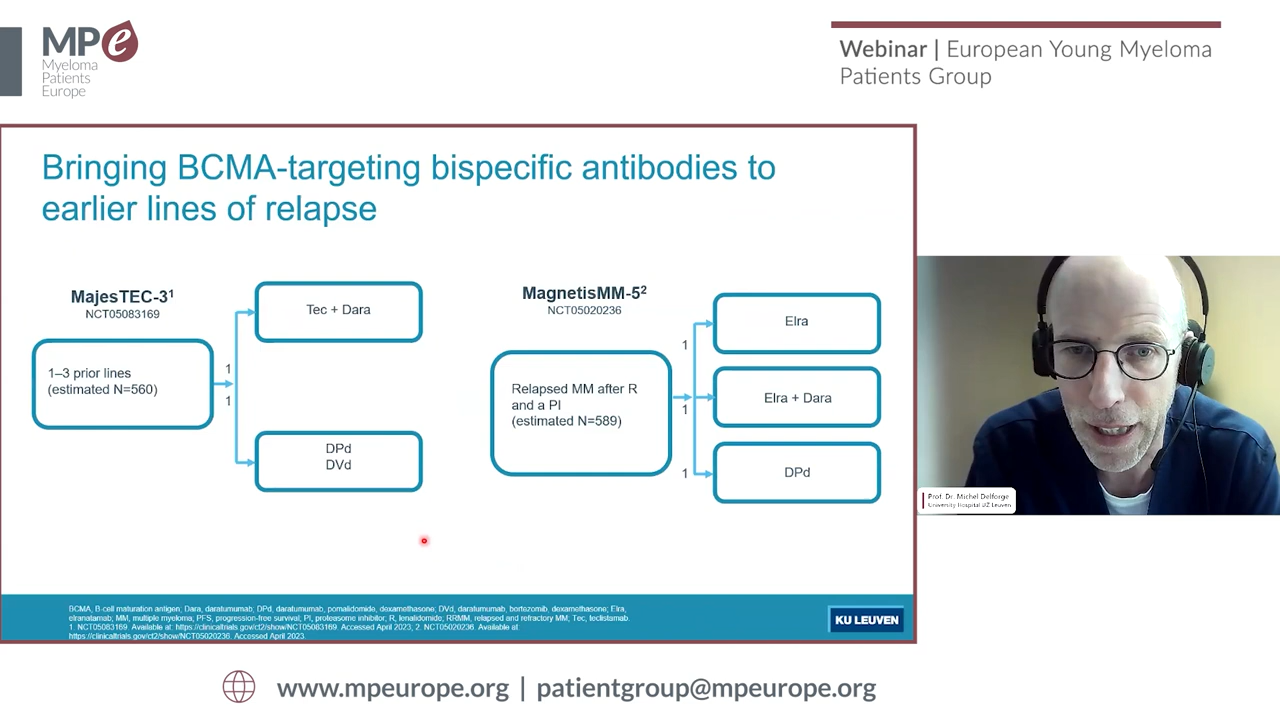 MPe
Myeloma
Patients
Europe
Webinar | European Young Myeloma
Patients Group
Bringing BCMA-targeting bispecific antibodies to
earlier lines of relapse
MajesTEC-3¹
NCT05083169
1–3 prior lines
(estimated N=560)
1
1
Tec + Dara
DPd
DVd
MagnetisMM-5²
NCT05020236
Relapsed MM after R
and a PI
(estimated N=589)
1
1
1
Elra
Elra + Dara
DPd
Prof. Dr. Michel Delforge
University Hospital UZ Leuven
BCMA, B-cell maturation antigen; Dara, daratumumab; DPd, daratumumab, pomalidomide, dexamethasone; DVd, daratumumab, bortezomib, dexamethasone; Elra,
elranatamab; MM, multiple myeloma; PFS, progression-free survival; PI, proteasome inhibitor; R, lenalidomide; RRMM, relapsed and refractory MM; Tec, teclistamab.
1. NCT05083169. Available at: https://clinicaltrials.gov/ct2/show/NCT05083169. Accessed April 2023; 2. NCT05020236. Available at:
https://clinicaltrials.gov/ct2/show/NCT05020236. Accessed April 2023.
KU LEUVEN
www.mpeurope.org | patientgroup@mpeurope.org